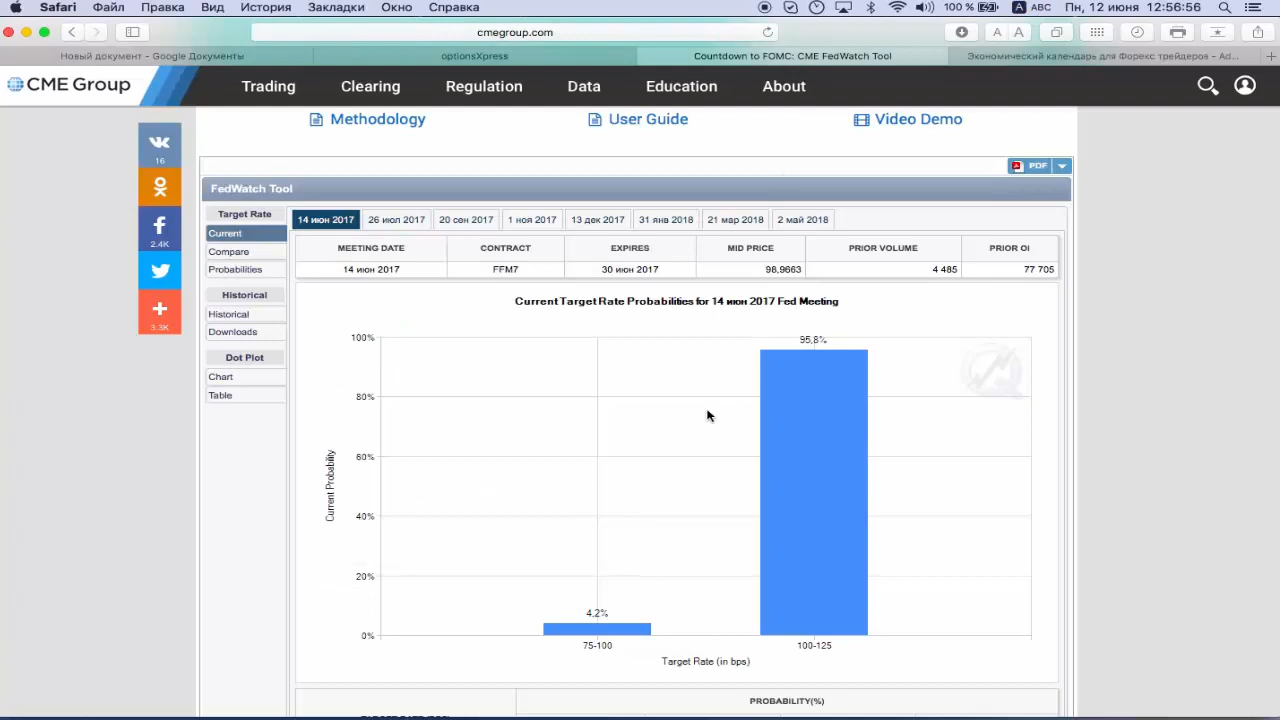 Safari Файл Правка Вид История Закладки Окно Справка 100 % A ABC Пн, 12 июня 12:56:56
cmegroup.com A A
Новый документ - Google Документы optionsXpress Countdown to FOMC: CME FedWatch Tool Экономический календарь для Форекс трейдеров - Ad...
CME Group Trading Clearing Regulation Data Education About
Methodology User Guide Video Demo
16
2.4K
3.3K
PDF
FedWatch Tool
Target Rate
Current
Compare
Probabilities
Historical
Historical
Downloads
Dot Plot
Chart
Table
14 июн 2017 26 июл 2017 20 сен 2017 1 ноя 2017 13 дек 2017 31 янв 2018 21 мар 2018 2 май 2018
MEETING DATE CONTRACT EXPIRES MID PRICE PRIOR VOLUME PRIOR OI
14 июн 2017 FFM7 30 июн 2017 98,9663 4 485 77 705
Current Target Rate Probabilities for 14 июн 2017 Fed Meeting
Current Probability
100%
80%
60%
40%
20%
0%
95,8%
4,2%
75-100 100-125
Target Rate (in bps)
PROBABILITY(%)